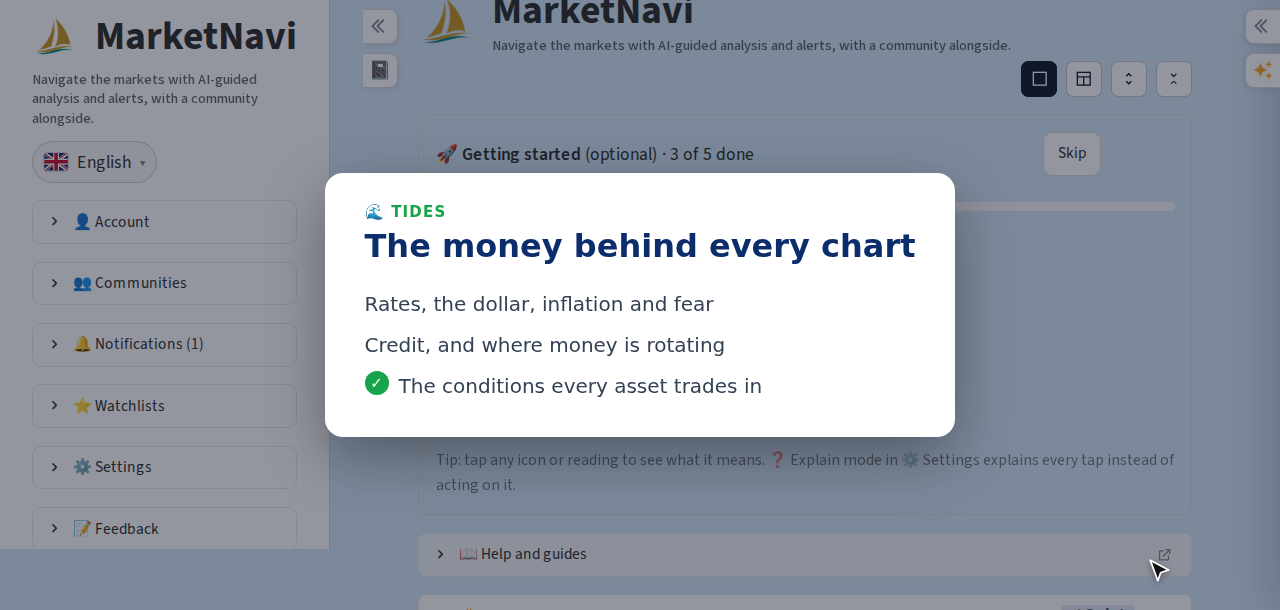 MarketNavi
Navigate the markets with AI-guided
analysis and alerts, with a community
alongside.
English
Account
Communities
Notifications (1)
Watchlists
Settings
Feedback
MarketNavi
Navigate the markets with AI-guided analysis and alerts, with a community alongside.
Getting started (optional) · 3 of 5 done
Skip
TIDES
The money behind every chart
Rates, the dollar, inflation and fear
Credit, and where money is rotating
The conditions every asset trades in
Tip: tap any icon or reading to see what it means. ❓ Explain mode in ⚙️ Settings explains every tap instead of
acting on it.
Help and guides